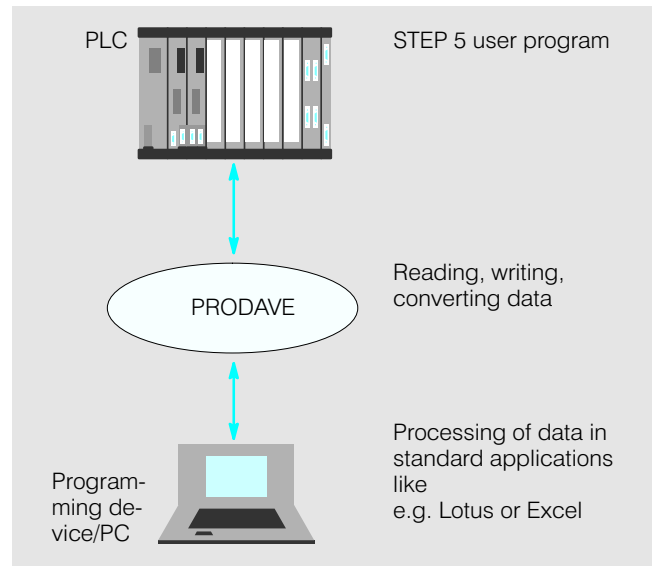 PLC
STEP 5 user program
PRODAVE
Reading, writing,
converting data
Program-
ming de-
vice/PC
Processing of data in
standard applications
like
e.g. Lotus or Excel